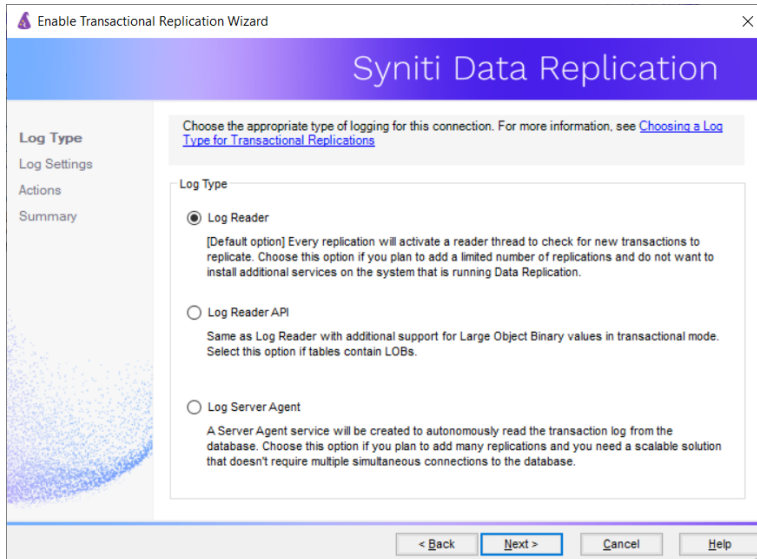 Enable Transactional Replication Wizard
Syniti Data Replication
Log Type
Log Settings
Actions
Summary
Choose the appropriate type of logging for this connection. For more information, see Choosing a Log
Type for Transactional Replications
Log Type
Log Reader
[Default option] Every replication will activate a reader thread to check for new transactions to
replicate. Choose this option if you plan to add a limited number of replications and do not want to
install additional services on the system that is running Data Replication.
Log Reader API
Same as Log Reader with additional support for Large Object Binary values in transactional mode.
Select this option if tables contain LOBs.
Log Server Agent
A Server Agent service will be created to autonomously read the transaction log from the
database. Choose this option if you plan to add many replications and you need a scalable solution
that doesn't require multiple simultaneous connections to the database.
< Back Next > Cancel Help